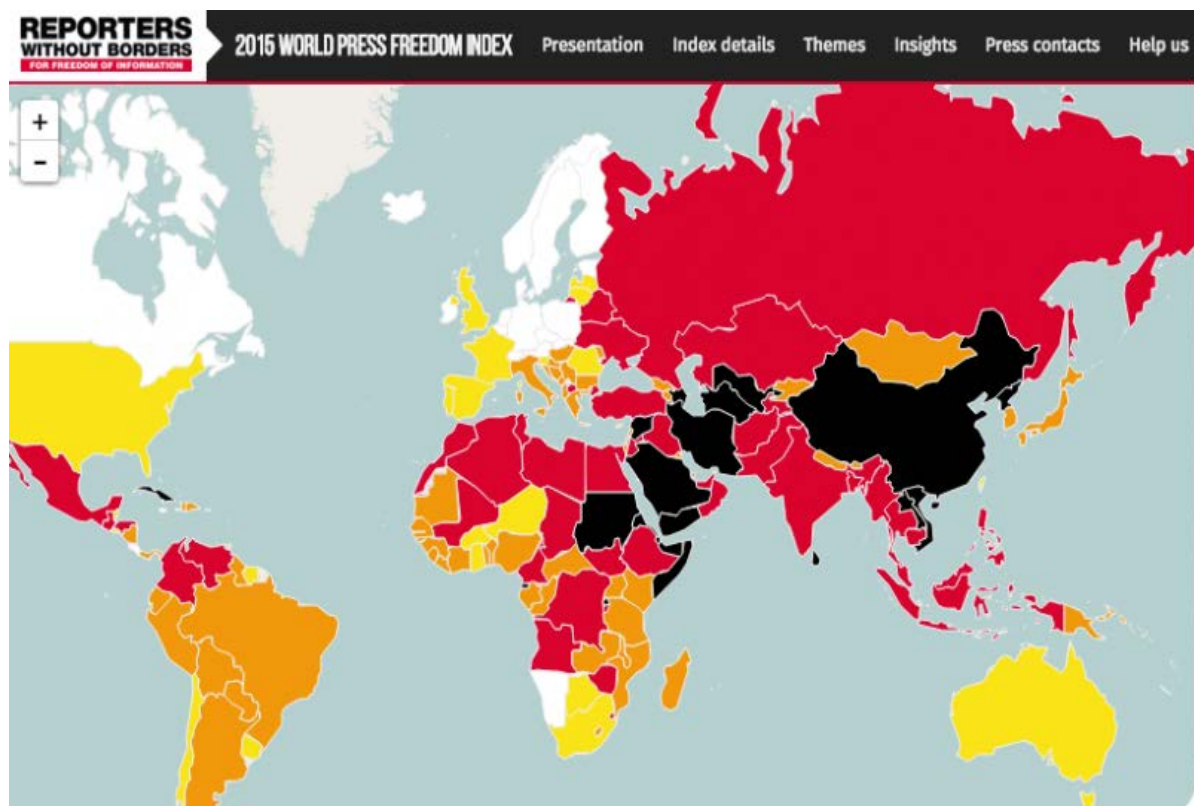 REPORTERS
WITHOUT BORDERS
FOR FREEDOM OF INFORMATION
2015 WORLD PRESS FREEDOM INDEX
Presentation
Index details
Themes
Insights
Press contacts
Help us
+
-